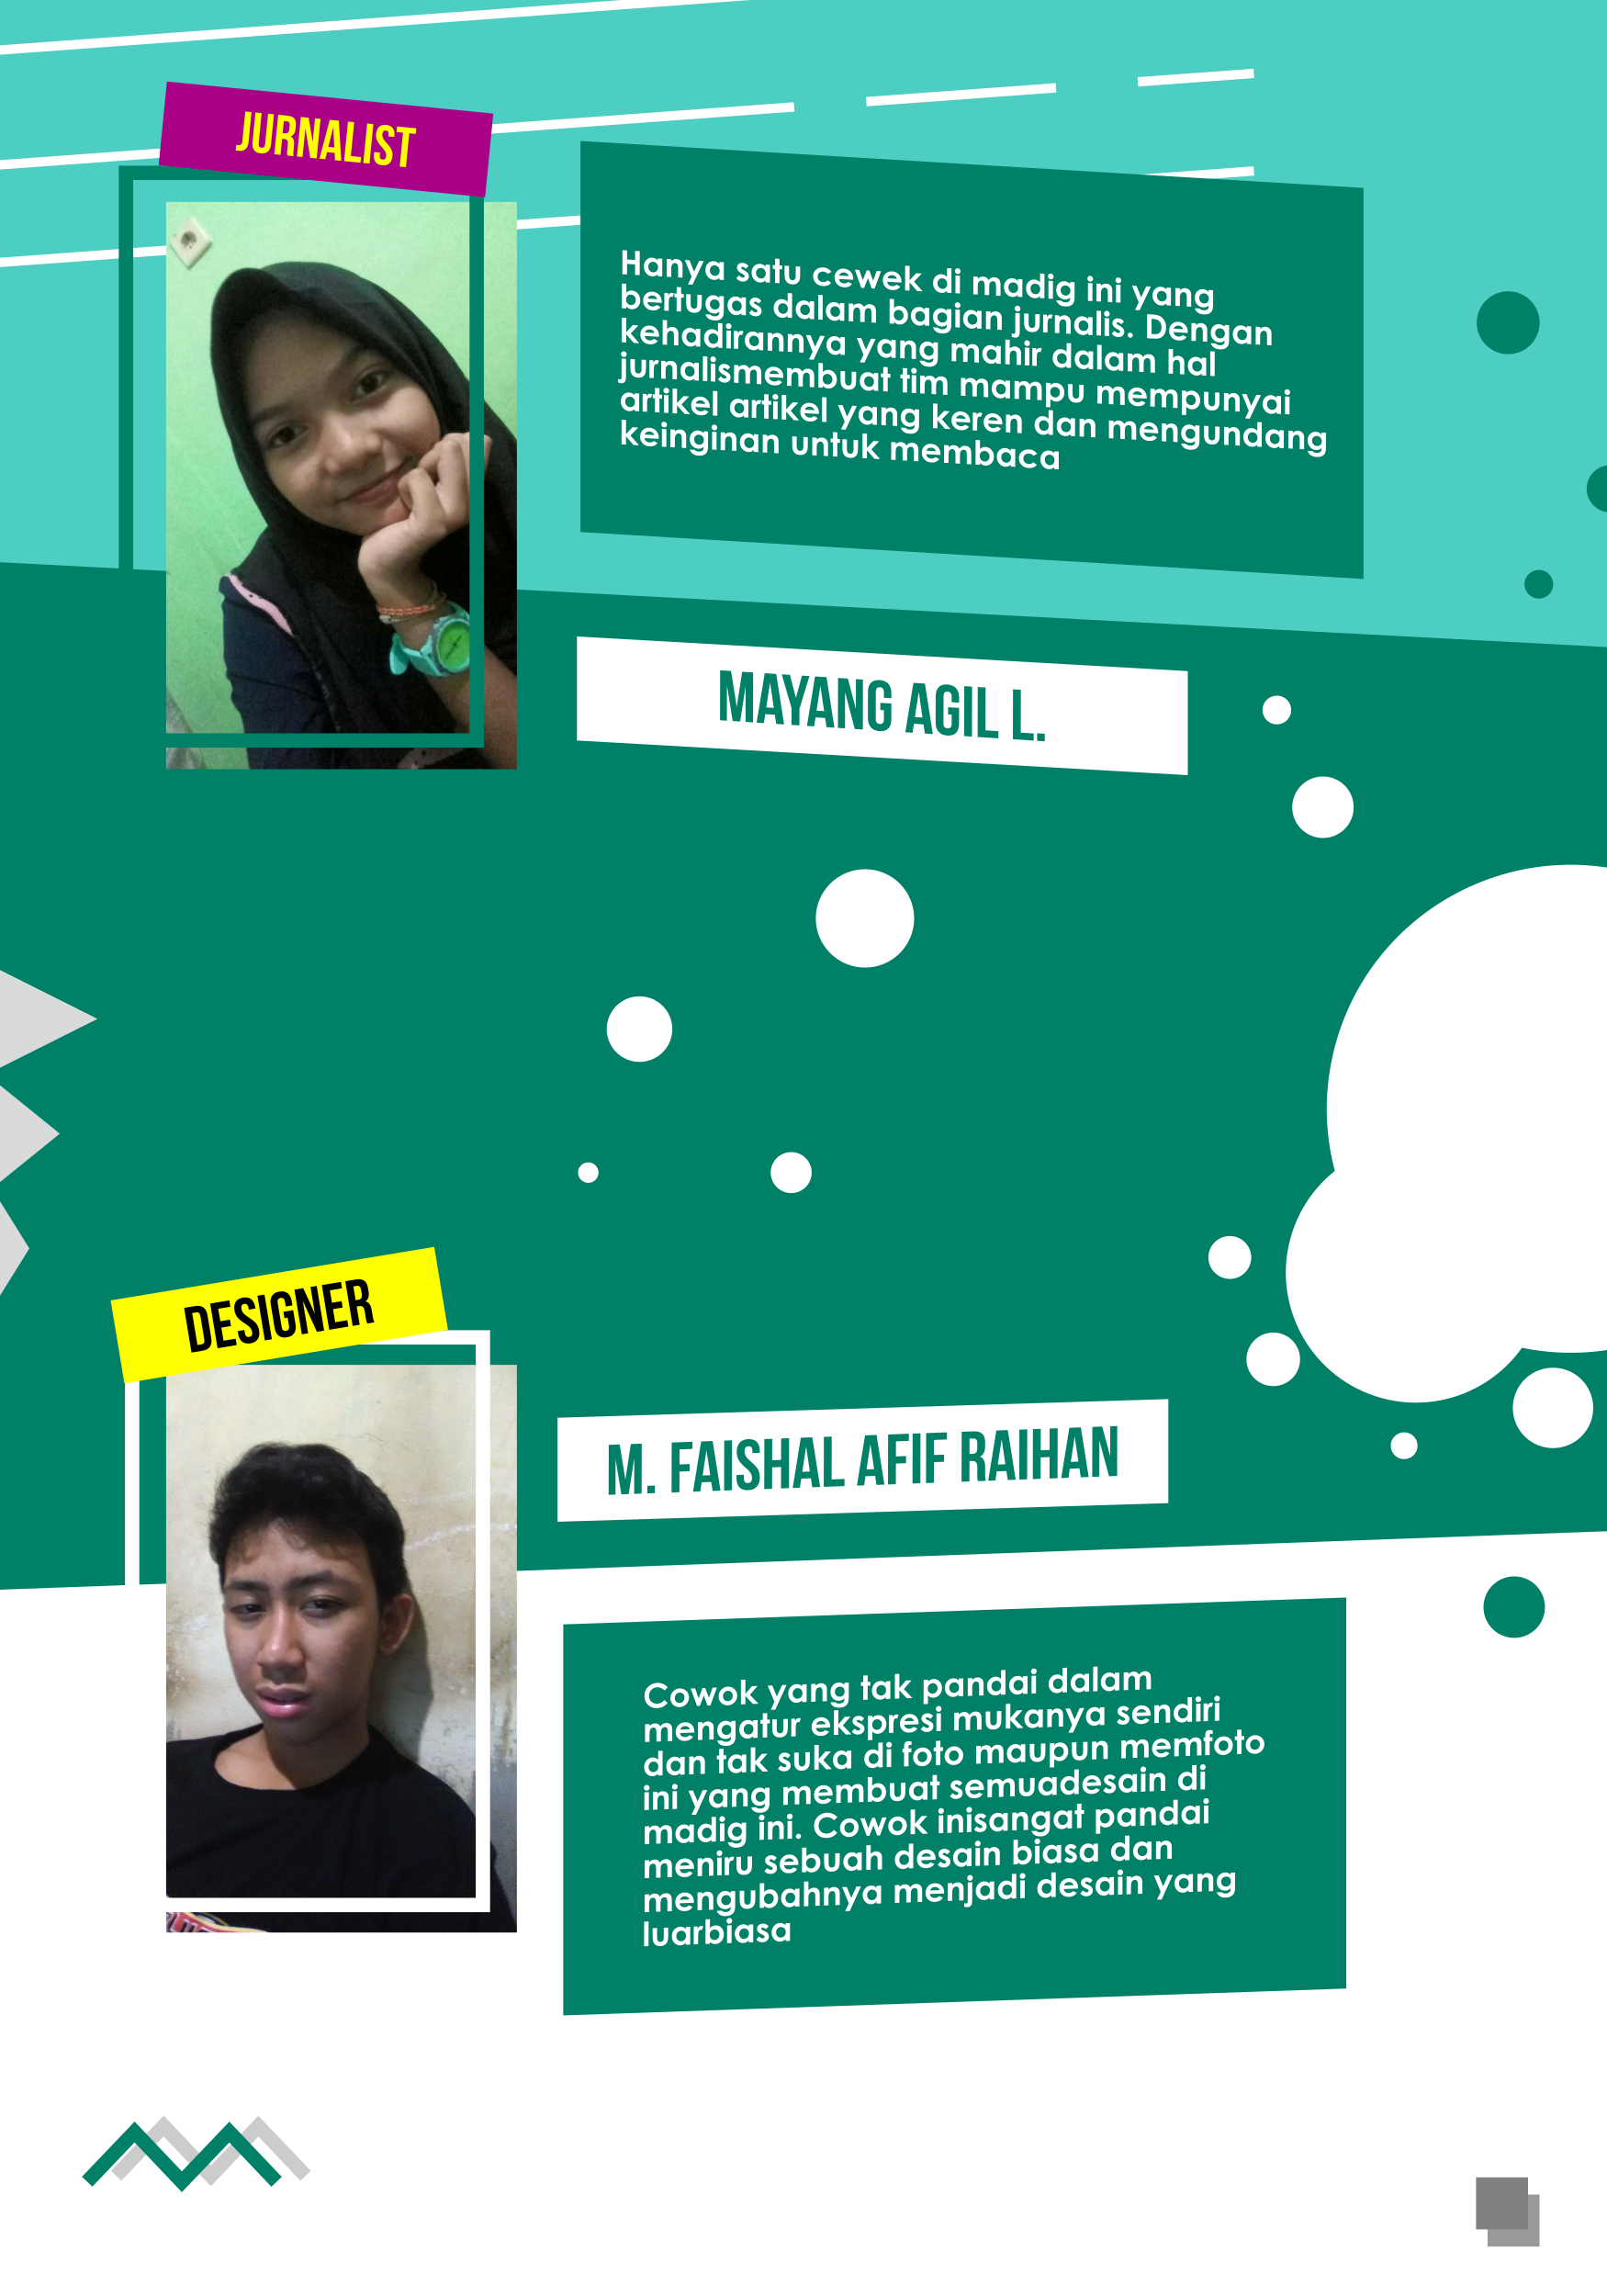 JURNALIST
Hanya satu cewek di madig ini yang
bertugas dalam bagian jurnalis. Dengan
kehadirannya yang mahir dalam hal
jurnalismembuat tim mampu mempunyai
artikel artikel yang keren dan mengundang
keinginan untuk membaca
MAYANG AGIL L.
DESIGNER
M. FAISHAL AFIF RAIHAN
Cowok yang tak pandai dalam
mengatur ekspresi mukanya sendiri
dan tak suka di foto maupun memfoto
ini yang membuat semuadesain di
madig ini. Cowok inisangat pandai
meniru sebuah desain biasa dan
mengubahnya menjadi desain yang
luarbiasa